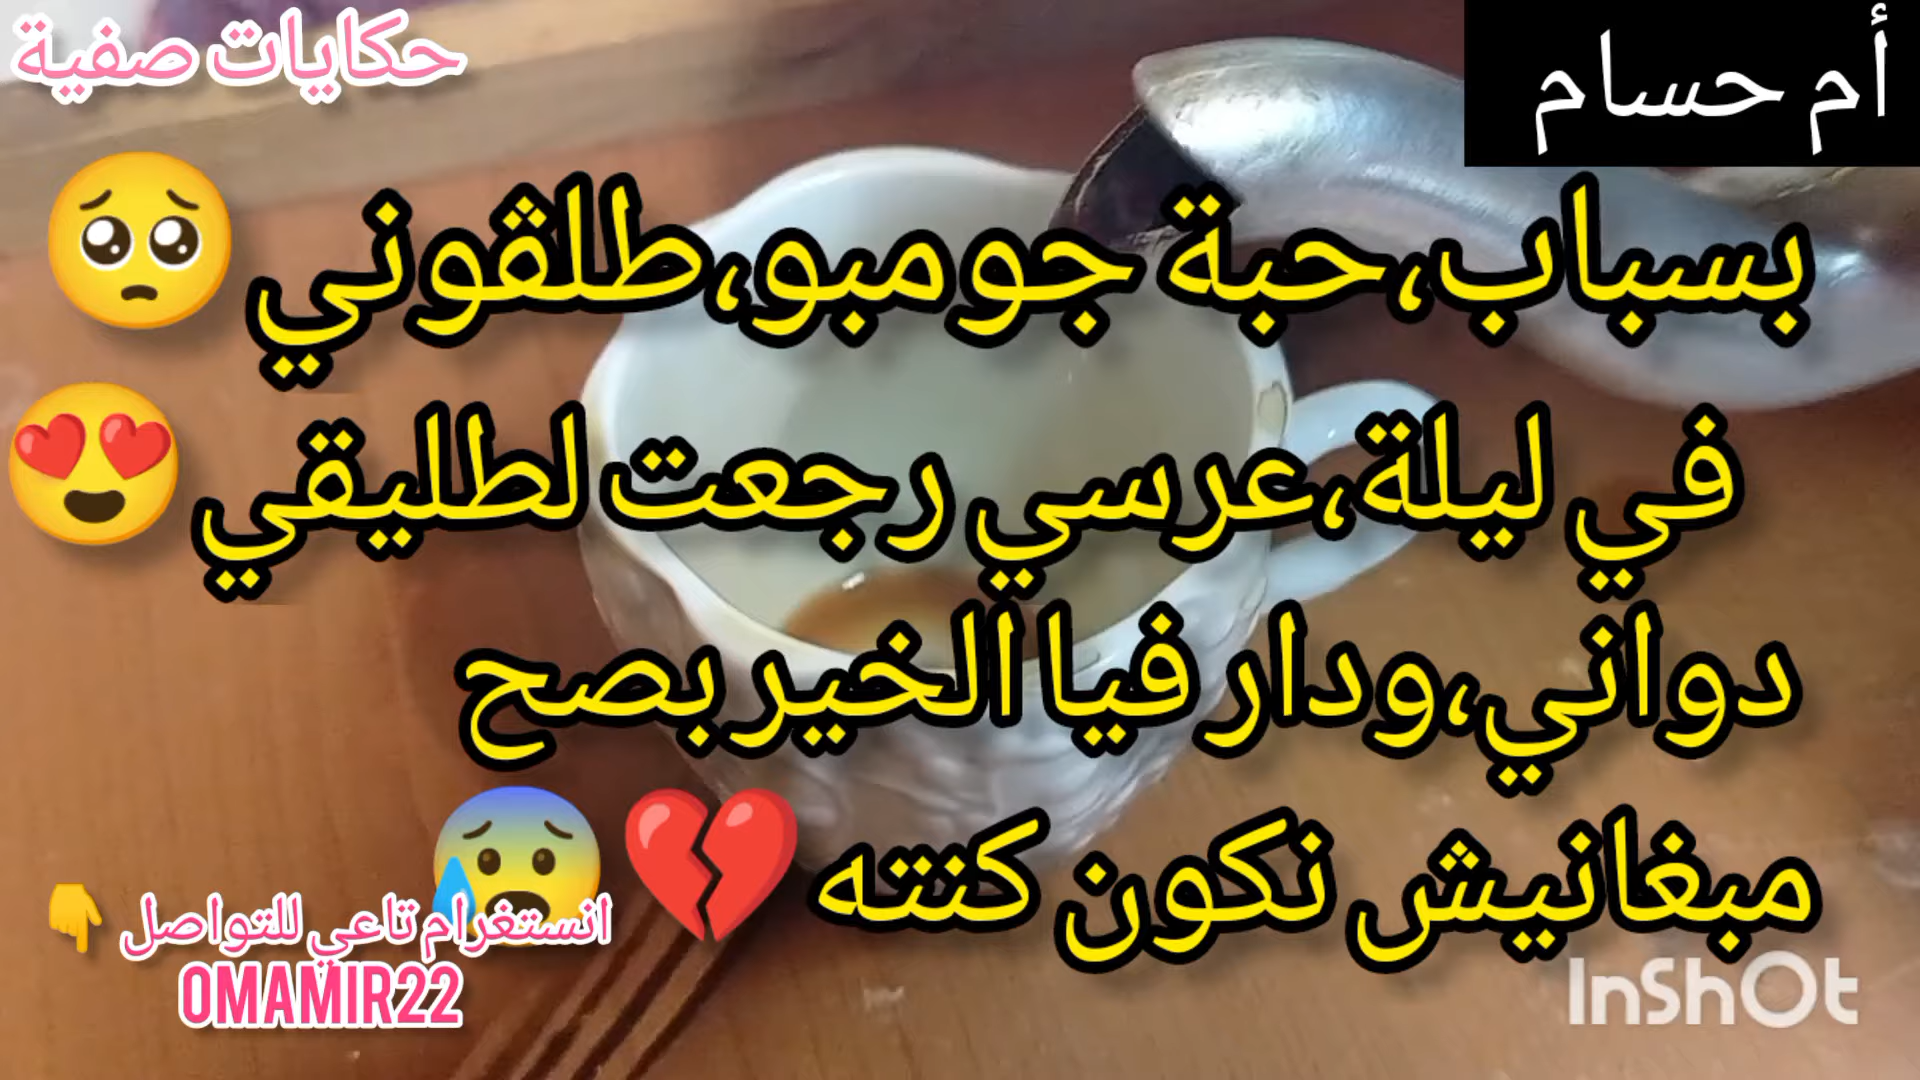 حكايات صفية
أم حسام
بسباب،حبة جومبو،طلڨوني 🥺
في ليلة،عرسي رجعت لطليقي 😍
دواني،ودار فيا الخير بصح
مبغانيش نكون كنته 💔 😰
انستغرام تاعي للتواصل 👇
OMAMIR22
InShOt